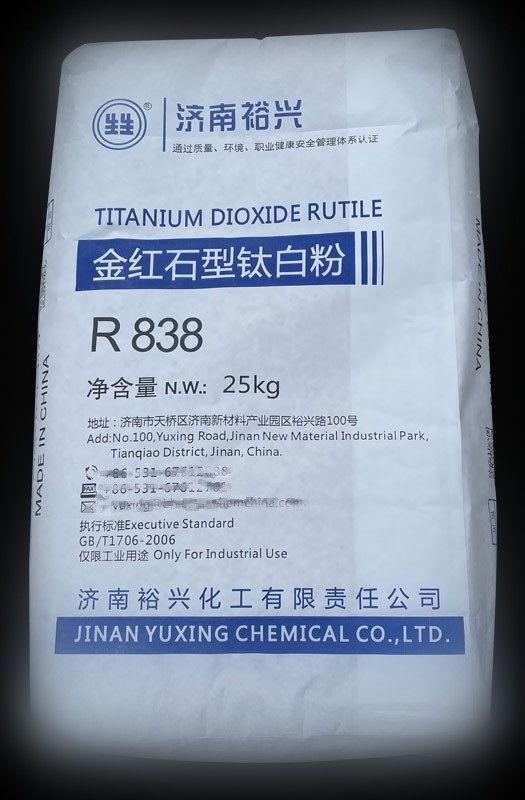 ®
济南裕兴
通过质量、环境、职业健康安全管理体系认证
TITANIUM DIOXIDE RUTILE
金红石型钛白粉
R 838
净含量 N.W.: 25kg
地址：济南市天桥区济南新材料产业园区裕兴路100号
Add:No.100,Yuxing Road,Jinan New Material Industrial Park,
Tianqiao District, Jinan, China.
+86-531-
FAX +86-531-
执行标准Executive Standard
GB/T1706-2006
仅限工业用途 Only For Industrial Use
济南裕兴化工有限责任公司
JINAN YUXING CHEMICAL CO.,LTD.
MADE IN CHINA
MADE IN CHINA